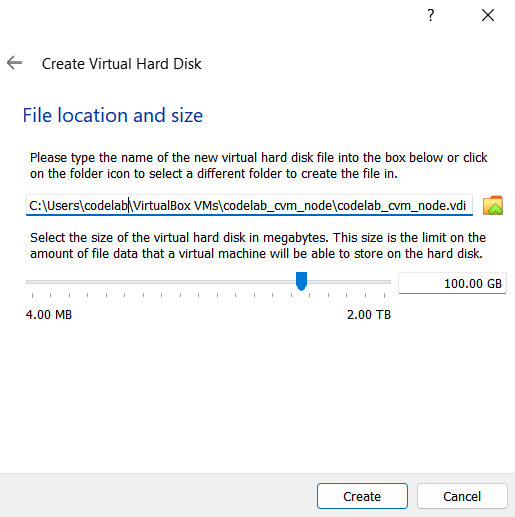 ?
Create Virtual Hard Disk
File location and size
Please type the name of the new virtual hard disk file into the box below or click
on the folder icon to select a different folder to create the file in.
C:\Users\codelab\VirtualBox VMs\codelab_cvm_node\codelab_cvm_node.vdi
Select the size of the virtual hard disk in megabytes. This size is the limit on the
amount of file data that a virtual machine will be able to store on the hard disk.
100.00 GB
4.00 MB 2.00 TB
Create Cancel